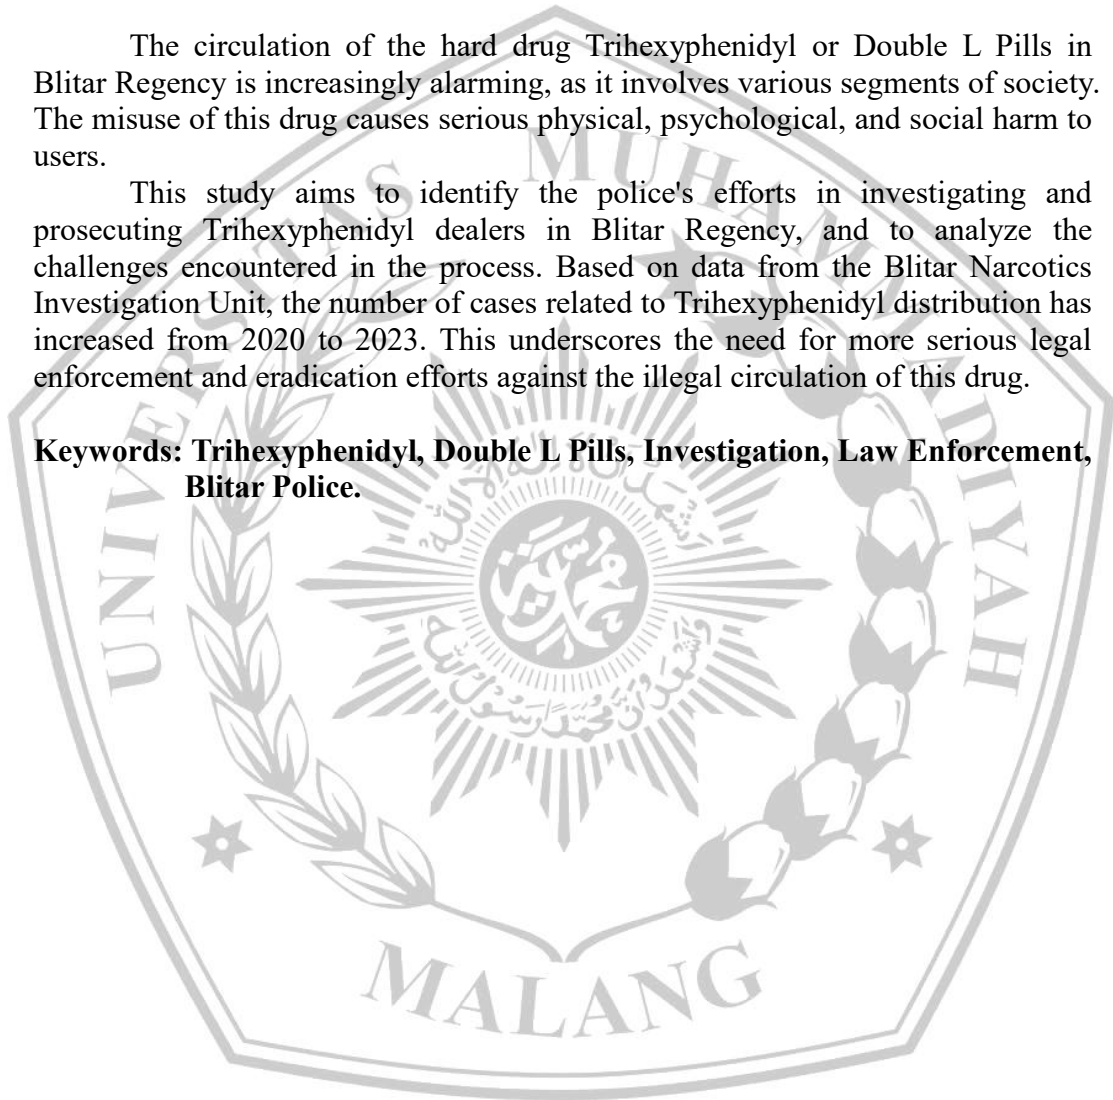 The circulation of the hard drug Trihexyphenidyl or Double L Pills in
Blitar Regency is increasingly alarming, as it involves various segments of society.
The misuse of this drug causes serious physical, psychological, and social harm to
users.
This study aims to identify the police's efforts in investigating and
prosecuting Trihexyphenidyl dealers in Blitar Regency, and to analyze the
challenges encountered in the process. Based on data from the Blitar Narcotics
Investigation Unit, the number of cases related to Trihexyphenidyl distribution has
increased from 2020 to 2023. This underscores the need for more serious legal
enforcement and eradication efforts against the illegal circulation of this drug.
Keywords: Trihexyphenidyl, Double L Pills, Investigation, Law Enforcement,
Blitar Police.
UNIVERSITAS MUHAMMADIYAH
MALANG